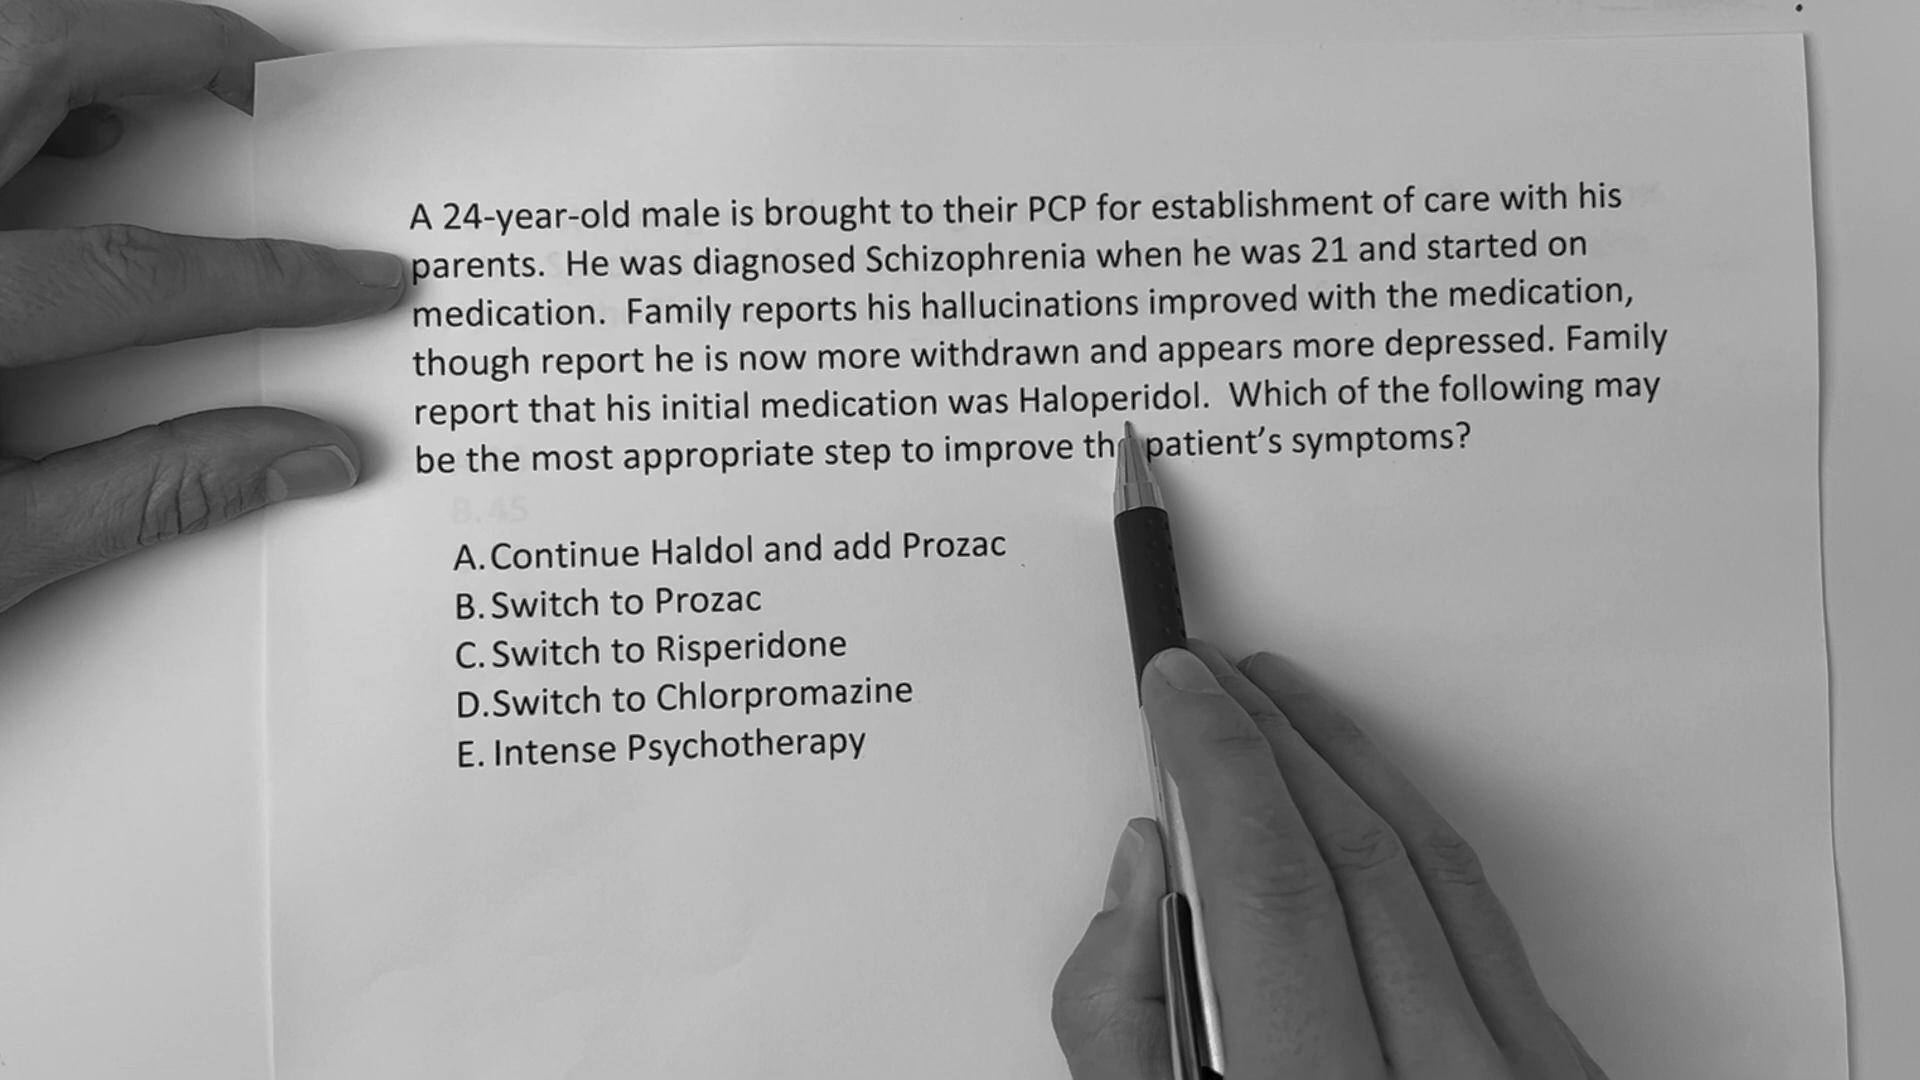 A 24-year-old male is brought to their PCP for establishment of care with his
parents. He was diagnosed Schizophrenia when he was 21 and started on
medication. Family reports his hallucinations improved with the medication,
though report he is now more withdrawn and appears more depressed. Family
report that his initial medication was Haloperidol. Which of the following may
be the most appropriate step to improve patient's symptoms?
A. Continue Haldol and add Prozac
B. Switch to Prozac
C. Switch to Risperidone
D. Switch to Chlorpromazine
E. Intense Psychotherapy